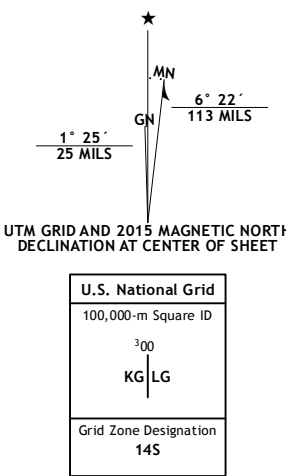 ★
MN
GN
6° 22´
113 MILS
1° 25´
25 MILS
UTM GRID AND 2015 MAGNETIC NORTH
DECLINATION AT CENTER OF SHEET
U.S. National Grid
100,000-m Square ID
³00
KG LG
Grid Zone Designation
14S